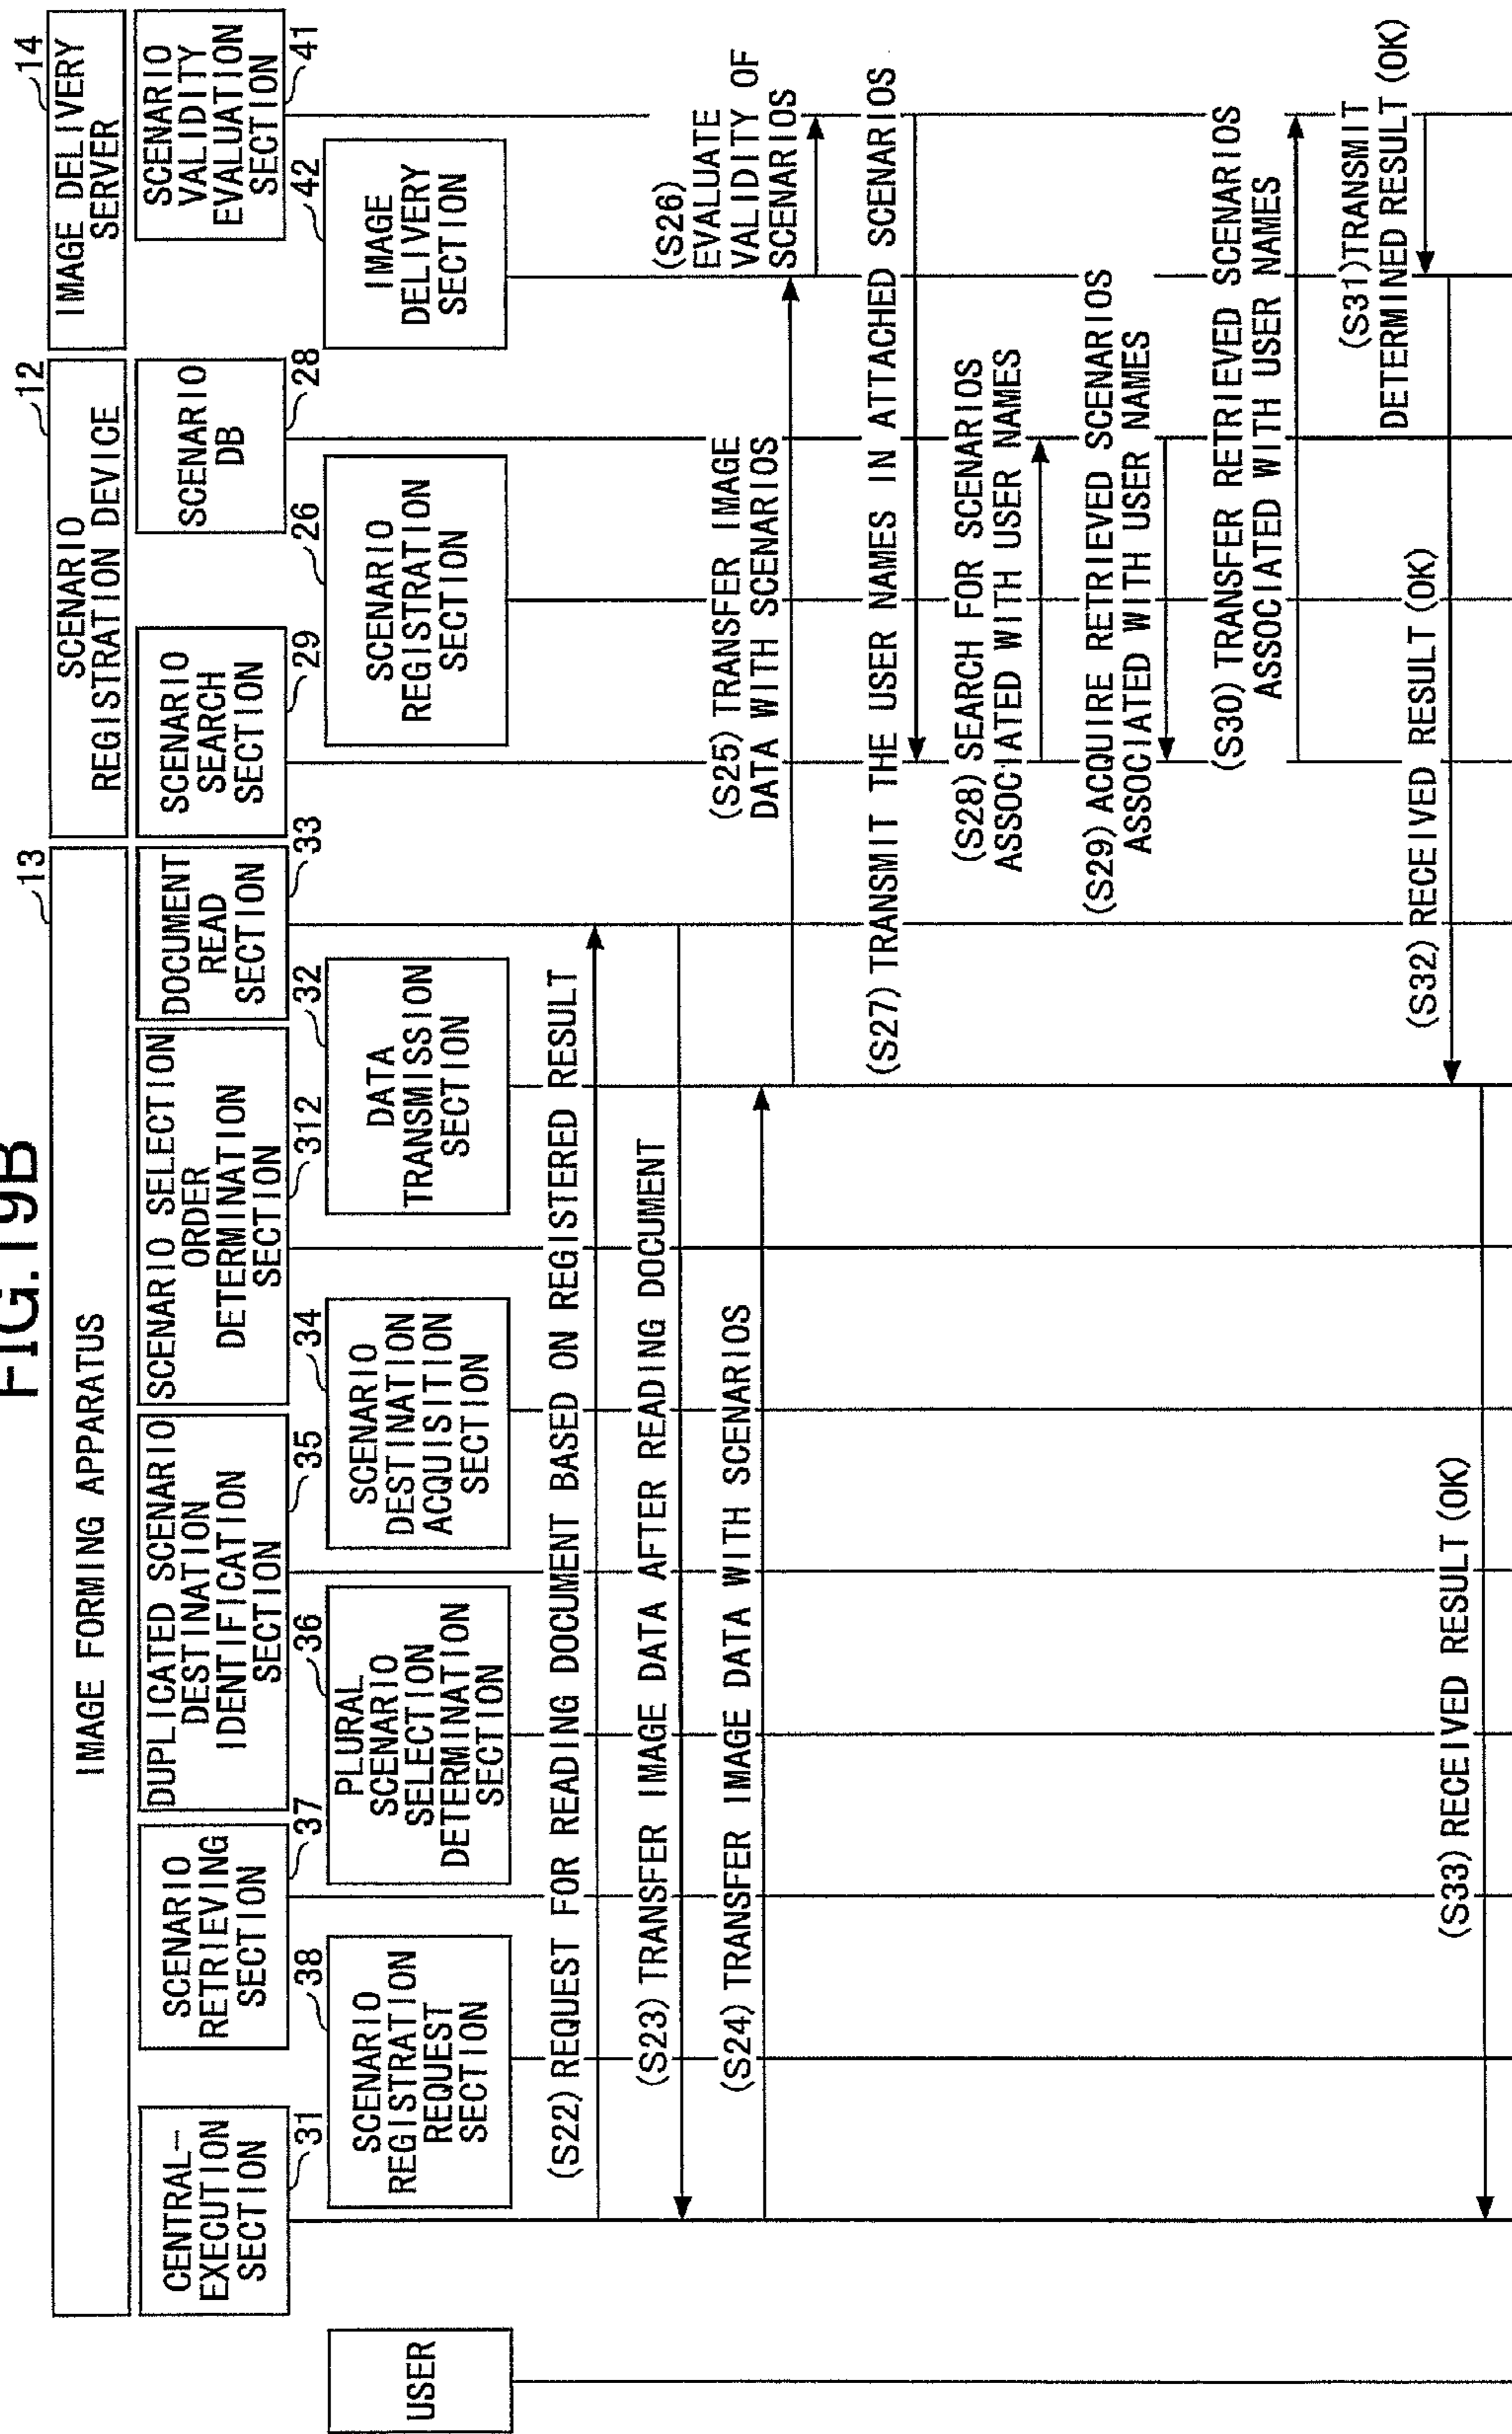 FIG.19B
IMAGE FORMING APPARATUS
13
SCENARIO
REGISTRATION DEVICE
12
IMAGE DELIVERY
SERVER
14
CENTRAL-
EXECUTION
SECTION
31
SCENARIO
RETRIEVING
SECTION
37
DUPLICATED SCENARIO
DESTINATION
IDENTIFICATION
SECTION
35
SCENARIO SELECTION
ORDER
DETERMINATION
SECTION
312
DOCUMENT
READ
SECTION
33
SCENARIO
SEARCH
SECTION
29
SCENARIO
DB
28
SCENARIO
VALIDITY
EVALUATION
SECTION
41
USER
SCENARIO
REGISTRATION
REQUEST
SECTION
38
PLURAL
SCENARIO
SELECTION
DETERMINATION
SECTION
36
SCENARIO
DESTINATION
ACQUISITION
SECTION
34
DATA
TRANSMISSION
SECTION
32
SCENARIO
REGISTRATION
SECTION
26
IMAGE
DELIVERY
SECTION
42
(S22) REQUEST FOR READING DOCUMENT BASED ON REGISTERED RESULT
(S23) TRANSFER IMAGE DATA AFTER READING DOCUMENT
(S24) TRANSFER IMAGE DATA WITH SCENARIOS
(S25) TRANSFER IMAGE
DATA WITH SCENARIOS
(S26)
EVALUATE
VALIDITY OF
SCENARIOS
(S27) TRANSMIT THE USER NAMES IN ATTACHED SCENARIOS
(S28) SEARCH FOR SCENARIOS
ASSOCIATED WITH USER NAMES
(S29) ACQUIRE RETRIEVED SCENARIOS
ASSOCIATED WITH USER NAMES
(S30) TRANSFER RETRIEVED SCENARIOS
ASSOCIATED WITH USER NAMES
(S31) TRANSMIT
DETERMINED RESULT (OK)
(S32) RECEIVED RESULT (OK)
(S33) RECEIVED RESULT (OK)